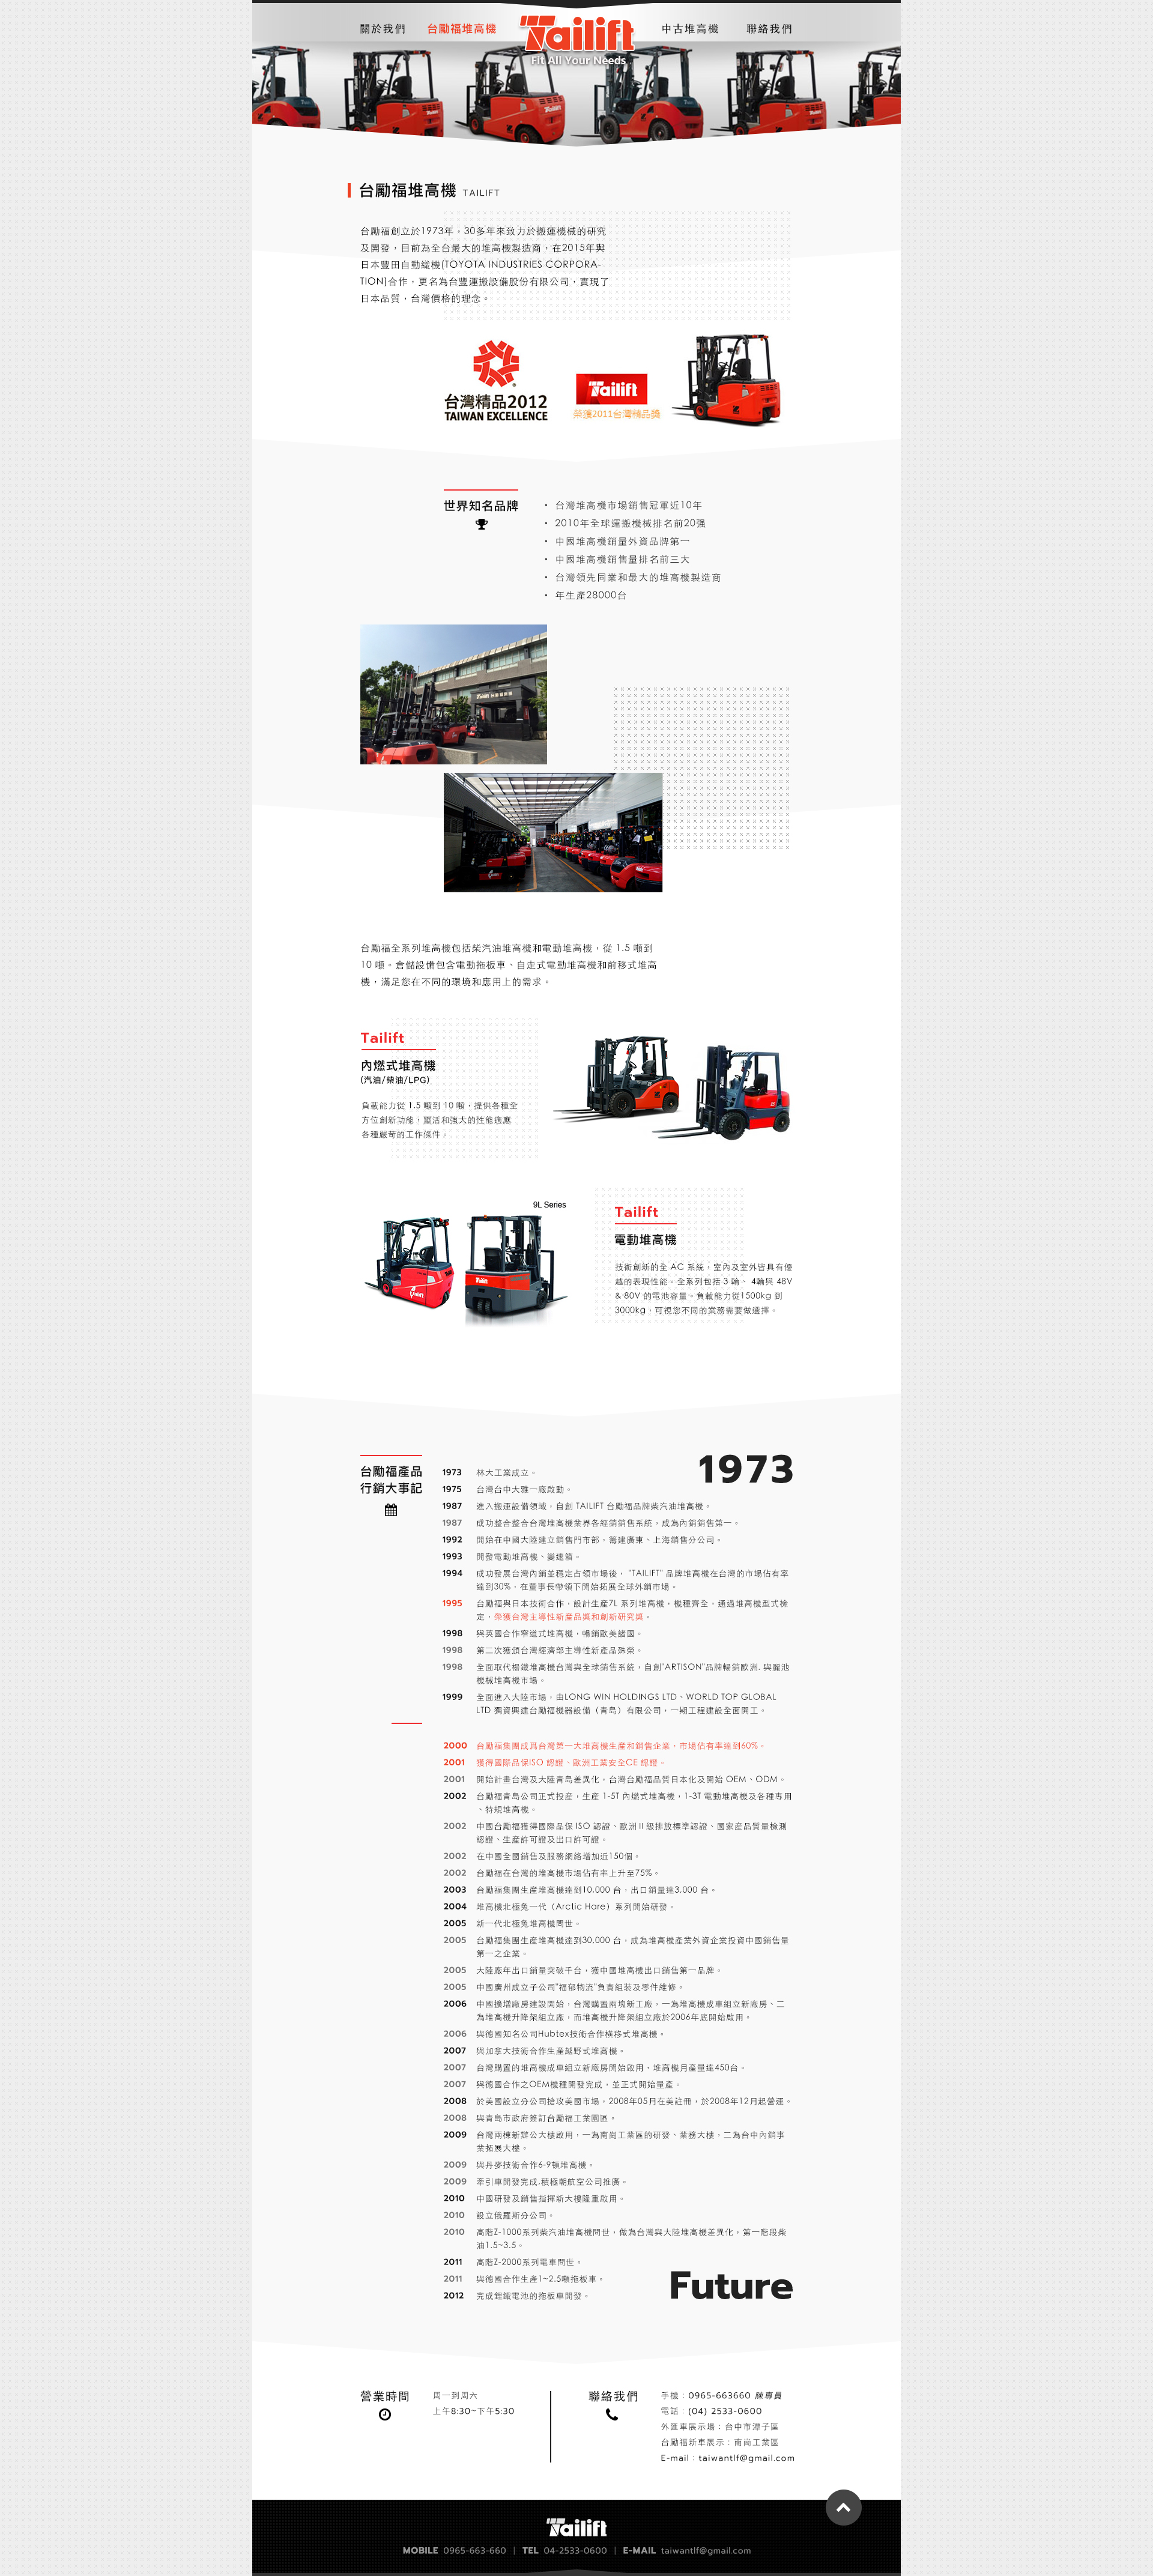 關於我們
台勵福堆高機
Tailift
Fit All Your Needs
中古堆高機
聯絡我們
台勵福堆高機 TAILIFT
台勵福創立於1973年，30多年來致力於搬運機械的研究
及開發，目前為全台最大的堆高機製造商，在2015年與
日本豐田自動織機(TOYOTA INDUSTRIES CORPORA-
TION)合作，更名為台豐運搬設備股份有限公司，實現了
日本品質，台灣價格的理念。
台灣精品2012
TAIWAN EXCELLENCE
Tailift
榮獲2011台灣精品獎
世界知名品牌
• 台灣堆高機市場銷售冠軍近10年
• 2010年全球運搬機械排名前20强
• 中國堆高機銷量外資品牌第一
• 中國堆高機銷售量排名前三大
• 台灣領先同業和最大的堆高機製造商
• 年生產28000台
台勵福全系列堆高機包括柴汽油堆高機和電動堆高機，從 1.5 噸到
10 噸。倉儲設備包含電動拖板車、自走式電動堆高機和前移式堆高
機，滿足您在不同的環境和應用上的需求。
Tailift
內燃式堆高機
(汽油/柴油/LPG)
負載能力從 1.5 噸到 10 噸，提供各種全
方位創新功能，靈活和強大的性能適應
各種嚴苛的工作條件。
9L Series
Tailift
電動堆高機
技術創新的全 AC 系統，室內及室外皆具有優
越的表現性能。全系列包括 3 輪、 4輪與 48V
& 80V 的電池容量。負載能力從1500kg 到
3000kg，可視您不同的業務需要做選擇。
台勵福產品
行銷大事記
1973
1973 林大工業成立。
1975 台灣台中大雅一廠啟動。
1987 進入搬運設備領域，自創 TAILIFT 台勵福品牌柴汽油堆高機。
1987 成功整合整合台灣堆高機業界各經銷銷售系統，成為內銷銷售第一。
1992 開始在中國大陸建立銷售門市部，籌建廣東、上海銷售分公司。
1993 開發電動堆高機、變速箱。
1994 成功發展台灣內銷並穩定占領市場後， "TAILIFT" 品牌堆高機在台灣的市場佔有率
達到30%，在董事長帶領下開始拓展全球外銷市場。
1995 台勵福與日本技術合作，設計生產7L 系列堆高機，機種齊全，通過堆高機型式檢
定，榮獲台灣主導性新產品奬和創新研究獎。
1998 與英國合作窄道式堆高機，暢銷歐美諸國。
1998 第二次獲頒台灣經濟部主導性新產品殊榮。
1998 全面取代楊鐵堆高機台灣與全球銷售系統，自創"ARTISON"品牌暢銷歐洲. 與麗池
機械堆高機市場。
1999 全面進入大陸市場，由LONG WIN HOLDINGS LTD、WORLD TOP GLOBAL
LTD 獨資興建台勵福機器設備（青島）有限公司，一期工程建設全面開工。
2000 台勵福集團成爲台灣第一大堆高機生産和銷售企業，市場佔有率達到60%。
2001 獲得國際品保ISO 認證、歐洲工業安全CE 認證。
2001 開始計畫台灣及大陸青島差異化，台灣台勵福品質日本化及開始 OEM、ODM。
2002 台勵福青島公司正式投産，生産 1-5T 內燃式堆高機，1-3T 電動堆高機及各種專用
、特規堆高機。
2002 中國台勵福獲得國際品保 ISO 認證、歐洲 II 級排放標準認證、國家産品質量檢測
認證、生産許可證及出口許可證。
2002 在中國全國銷售及服務網絡增加近150個。
2002 台勵福在台灣的堆高機市場佔有率上升至75%。
2003 台勵福集團生産堆高機達到10,000 台，出口銷量達3,000 台。
2004 堆高機北極兔一代（Arctic Hare）系列開始研發。
2005 新一代北極兔堆高機問世。
2005 台勵福集團生産堆高機達到30,000 台，成為堆高機產業外資企業投資中國銷售量
第一之企業。
2005 大陸廠年出口銷量突破千台，獲中國堆高機出口銷售第一品牌。
2005 中國廣州成立子公司"福郁物流"負責組裝及零件維修。
2006 中國擴增廠房建設開始，台灣購置兩塊新工廠，一為堆高機成車組立新廠房、二
為堆高機升降架組立廠，而堆高機升降架組立廠於2006年底開始啟用。
2006 與德國知名公司Hubtex技術合作橫移式堆高機。
2007 與加拿大技術合作生產越野式堆高機。
2007 台灣購置的堆高機成車組立新廠房開始啟用，堆高機月產量達450台。
2007 與德國合作之OEM機種開發完成，並正式開始量產。
2008 於美國設立分公司搶攻美國市場，2008年05月在美註冊，於2008年12月起營運。
2008 與青島市政府簽訂台勵福工業園區。
2009 台灣兩棟新辦公大樓啟用，一為南崗工業區的研發、業務大樓，二為台中內銷事
業拓展大樓。
2009 與丹麥技術合作6-9頓堆高機。
2009 牽引車開發完成.積極朝航空公司推廣。
2010 中國研發及銷售指揮新大樓隆重啟用。
2010 設立俄羅斯分公司。
2010 高階Z-1000系列柴汽油堆高機問世，做為台灣與大陸堆高機差異化，第一階段柴
油1.5~3.5。
2011 高階Z-2000系列電車問世。
2011 與德國合作生產1~2.5噸拖板車。
2012 完成鋰鐵電池的拖板車開發。
Future
營業時間
周一到周六
上午8:30~下午5:30
聯絡我們
手機：0965-663660 陳專員
電話：(04) 2533-0600
外匯車展示場：台中市潭子區
台勵福新車展示：南崗工業區
E-mail：taiwantlf@gmail.com
Tailift
MOBILE 0965-663-660 | TEL 04-2533-0600 | E-MAIL taiwantlf@gmail.com